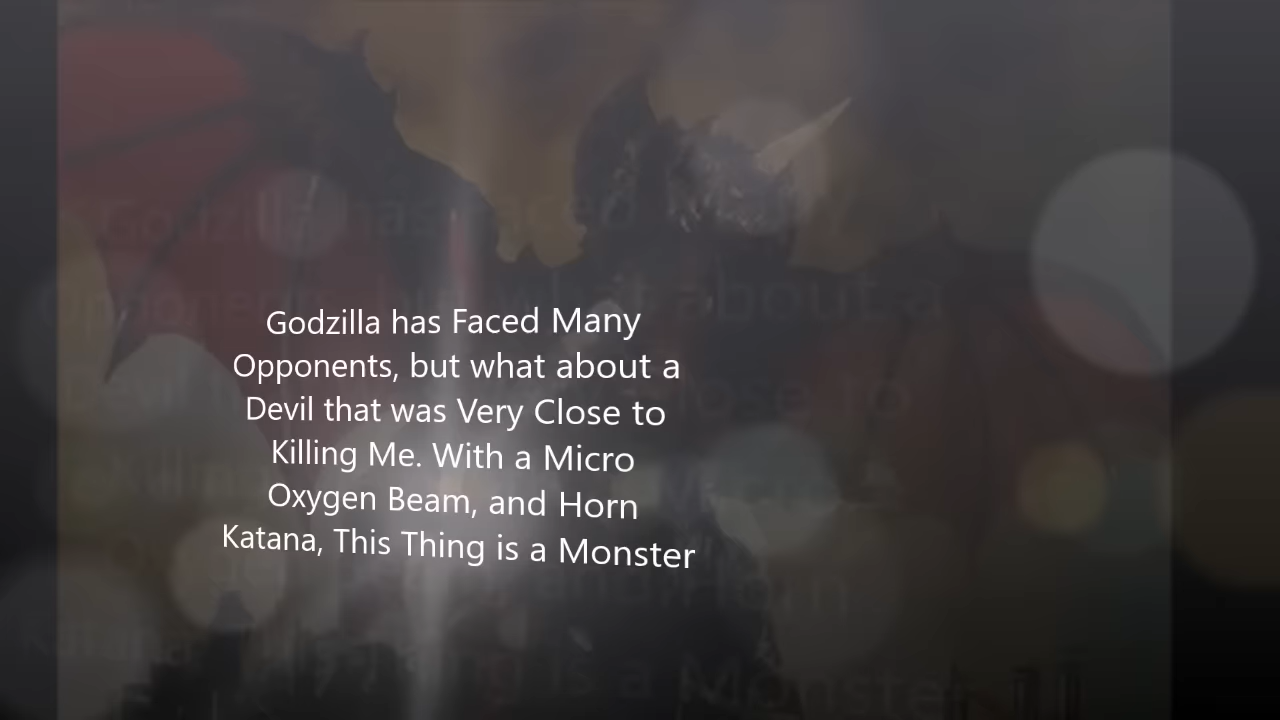 Godzilla has Faced Many
Opponents, but what about a
Devil that was Very Close to
Killing Me. With a Micro
Oxygen Beam, and Horn
Katana, This Thing is a Monster